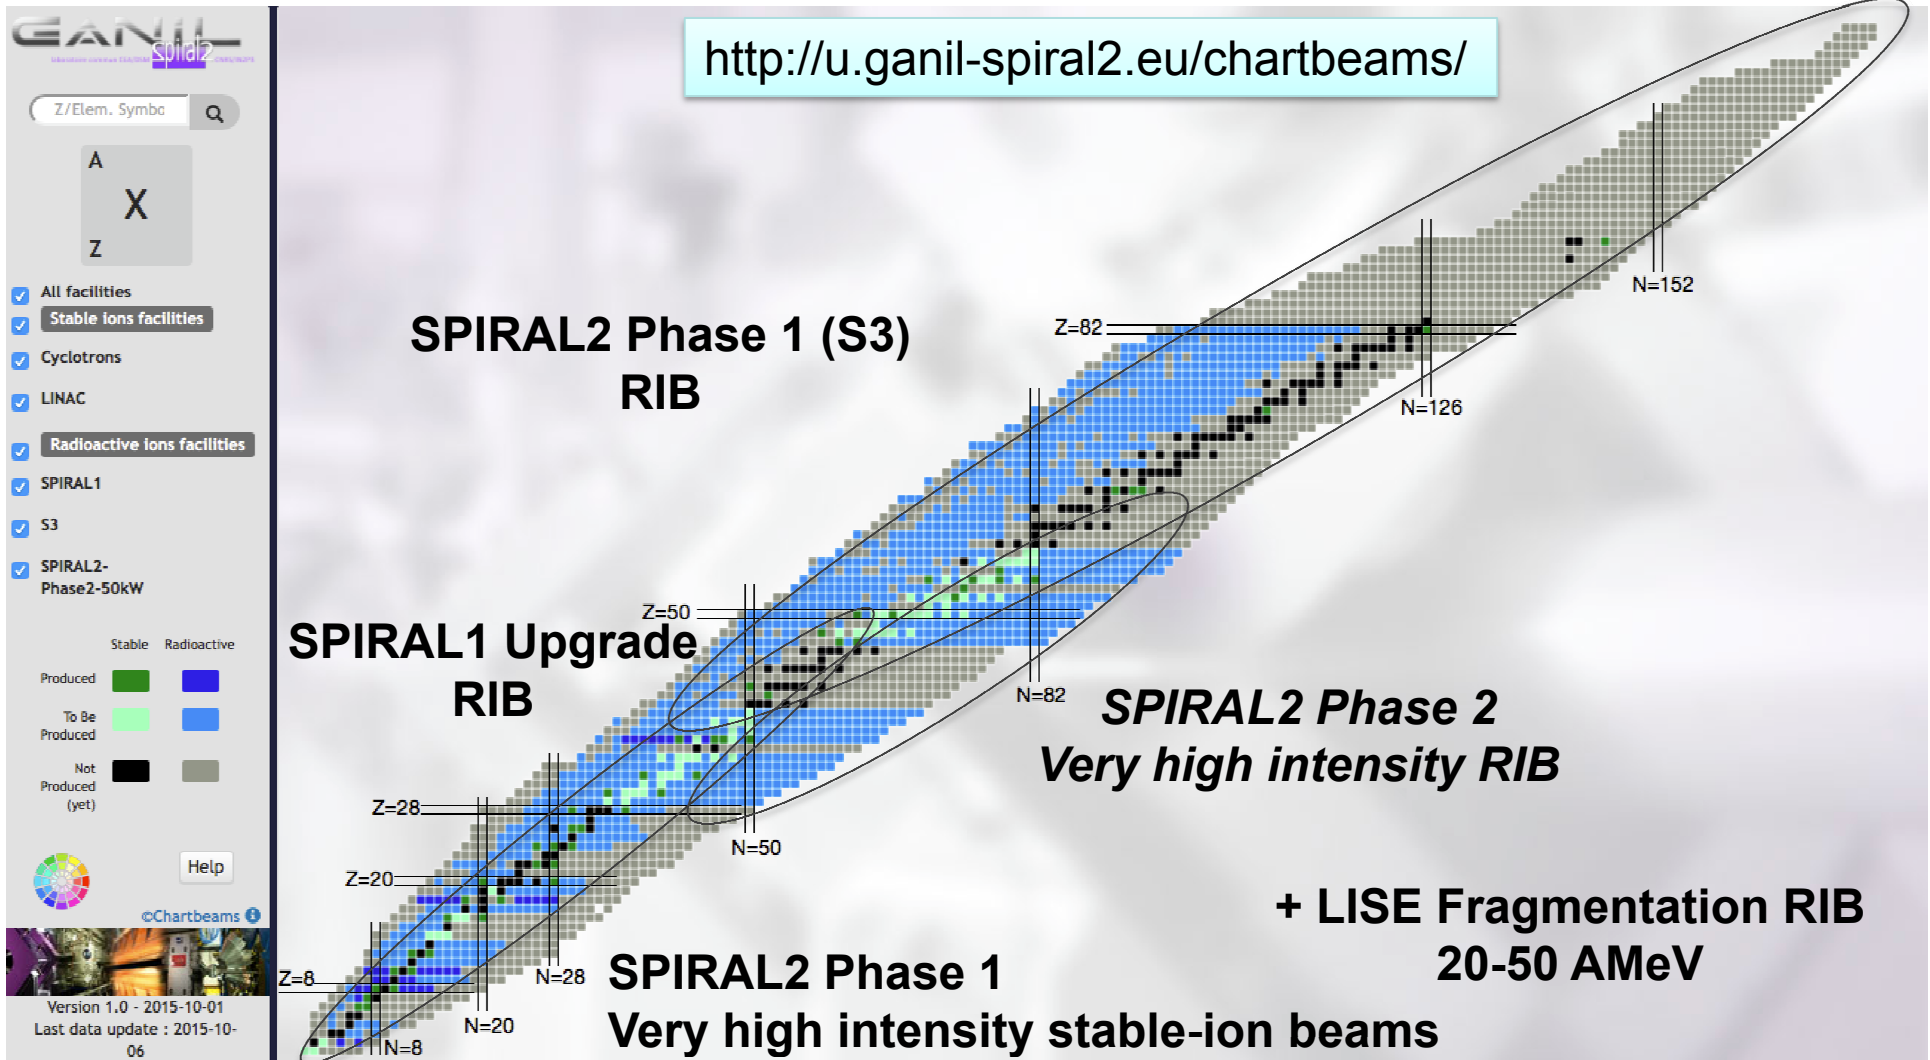 GANIL
spiral2
http://u.ganil-spiral2.eu/chartbeams/
Z/Elem. Symbo
A
X
Z
All facilities
Stable ions facilities
Cyclotrons
LINAC
Radioactive ions facilities
SPIRAL1
S3
SPIRAL2-
Phase2-50kW
Stable Radioactive
Produced
To Be
Produced
Not
Produced
(yet)
Help
©Chartbeams
Version 1.0 - 2015-10-01
Last data update : 2015-10-
06
SPIRAL2 Phase 1 (S3)
RIB
SPIRAL1 Upgrade
RIB
SPIRAL2 Phase 2
Very high intensity RIB
+ LISE Fragmentation RIB
20-50 AMeV
SPIRAL2 Phase 1
Very high intensity stable-ion beams
Z=82
Z=50
Z=28
Z=20
Z=8
N=152
N=126
N=82
N=50
N=28
N=20
N=8